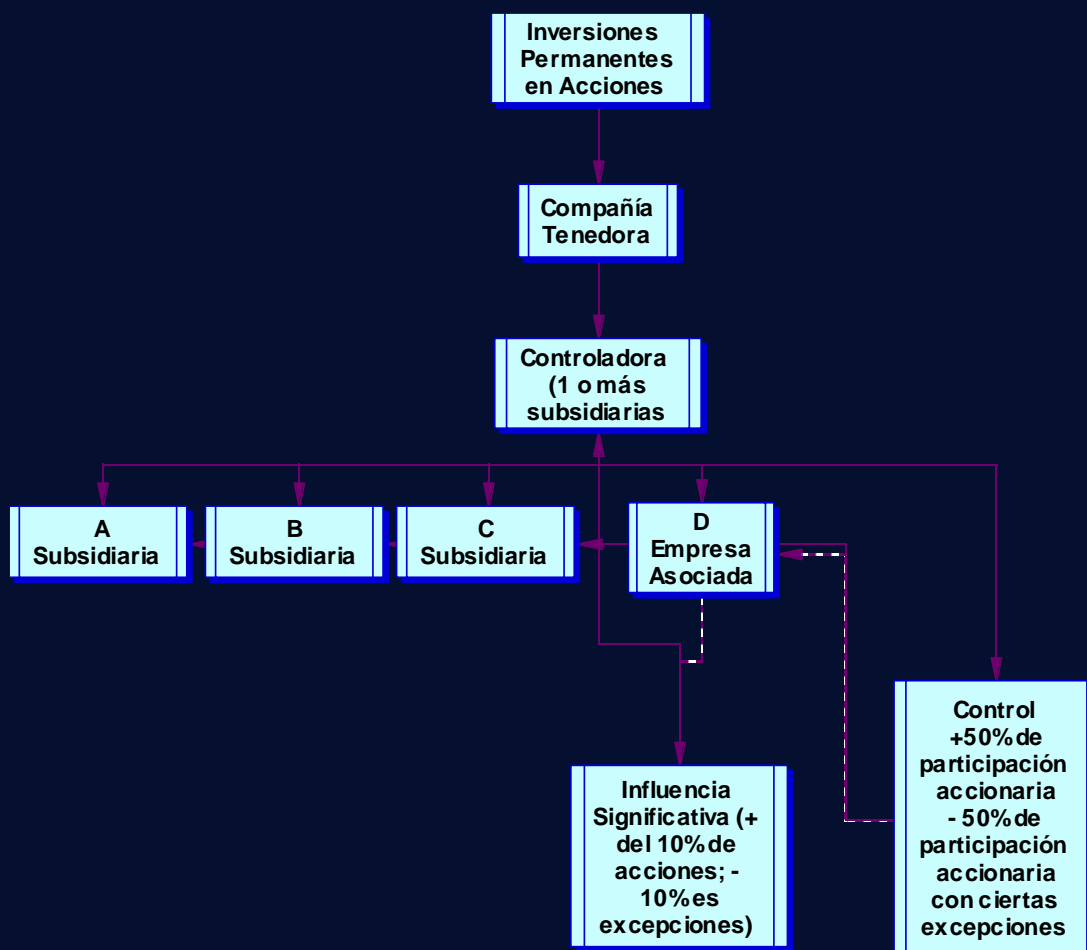 Inversiones
Permanentes
en Acciones
Compañía
Tenedora
Controladora
(1 o más
subsidiarias
A
Subsidiaria
B
Subsidiaria
C
Subsidiaria
D
Empresa
Asociada
Influencia
Significativa (+
del 10% de
acciones; -
10% es
excepciones)
Control
+50% de
participación
accionaria
- 50% de
participación
accionaria
con ciertas
excepciones